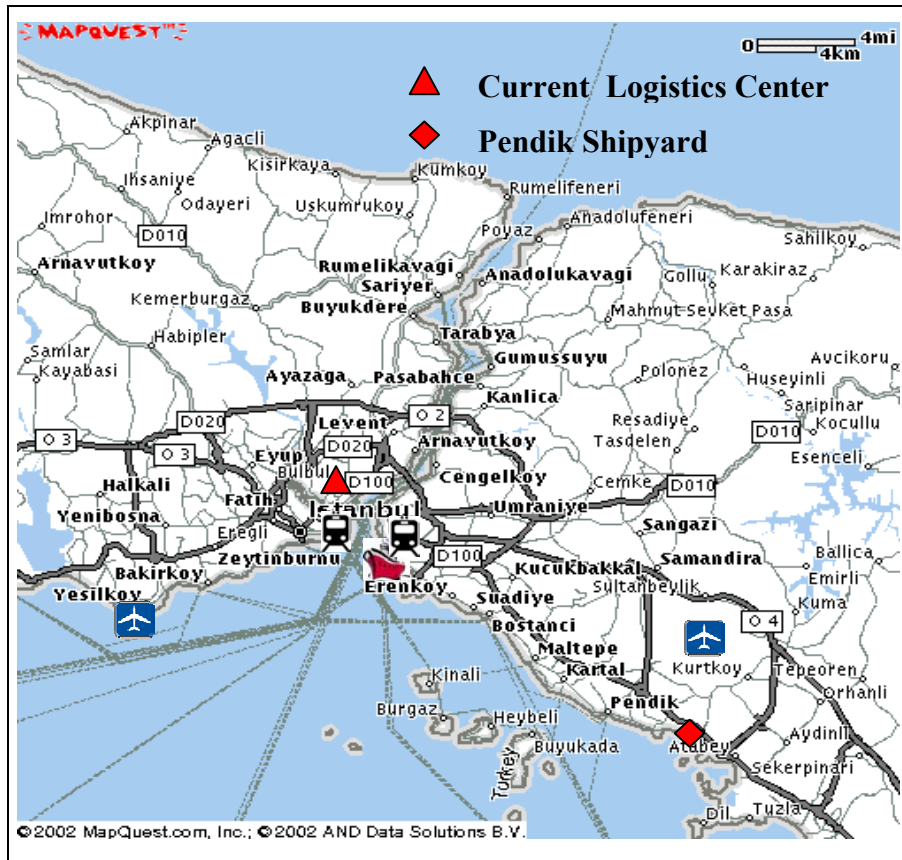 MAPQUEST
0 4mi
4km
Current Logistics Center
Pendik Shipyard
Akpinar
Agacli
Kisirkaya
Kumkoy
Ihsaniye
Odayeri
Uskumrukoy
Rumelifeneri
Imrohor
D010
Poyaz
Anadolufeneri
Sahilkoy
Arnavutkoy
Rumelikavagi
Anadolukavagi
Gollu
Karakiraz
Sariyer
Kemerburgaz
Buyukdere
Mahmut Sevket Pasa
Habipler
Tarabya
Samlar
Gumussuyu
Avcikoru
Kayabasi
Ayazaga
Pasabahce
Polonez
Huseyinli
Kanlica
Saripinar
D020
Levent
O 2
Resadiye
Kocullu
O 3
D020
Arnavutkoy
Tasdelen
D010
O 3
Eyup
Esenceli
Bulbul
Cengelkoy
Halkali
D100
Cemke
D010
Fatih
Istanbul
Umraniye
Yenibosna
Eregli
Sangazi
Zeytinburnu
D100
Ballica
Bakirkoy
Kucukbakkal
Samandira
Emirli
Yesilkoy
Erenkoy
Sultanbeylik
Suadiye
Kuma
Bostanci
O 4
Maltepe
Kinali
Kartal
Kurtkoy
Tepeoren
Orhanli
Burgaz
Pendik
Heybeli
Buyukada
Atabey
Aydinli
Turkey
Sekerpinari
Dil
Tuzla
©2002 MapQuest.com, Inc.; ©2002 AND Data Solutions B.V.